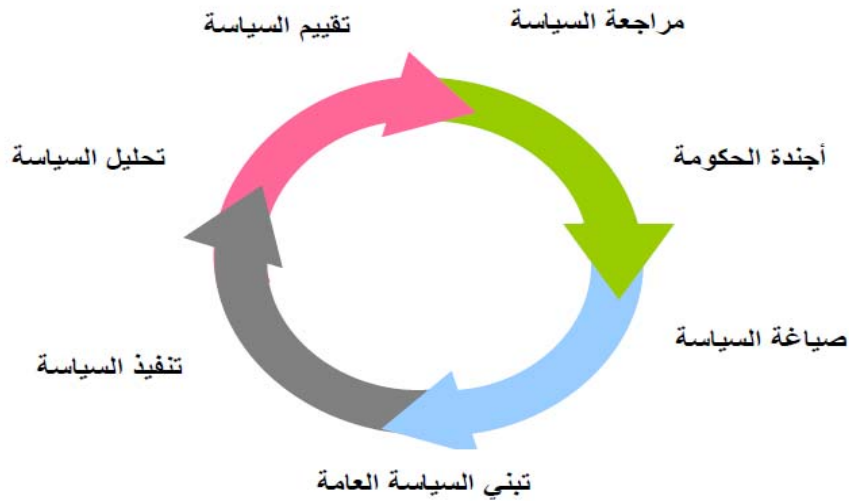 مراجعة السياسة
تقييم السياسة
أجندة الحكومة
تحليل السياسة
صياغة السياسة
تنفيذ السياسة
تبني السياسة العامة